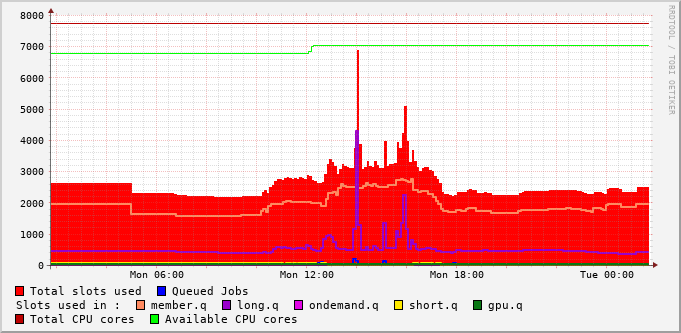 RRDTOOL / TOBI OETIKER
8000
7000
6000
5000
4000
3000
2000
1000
0
Mon 06:00 Mon 12:00 Mon 18:00 Tue 00:00
Total slots used Queued Jobs
Slots used in : member.q long.q ondemand.q short.q gpu.q
Total CPU cores Available CPU cores